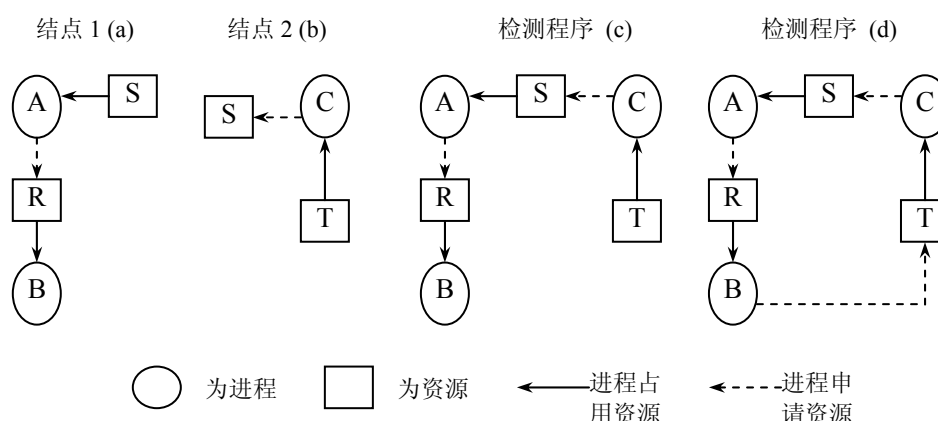 结点 1 (a) 结点 2 (b) 检测程序 (c) 检测程序 (d)
A S S C A S C A S C
R T R T R T
B B B
为进程 为资源 进程占用资源 进程申请资源